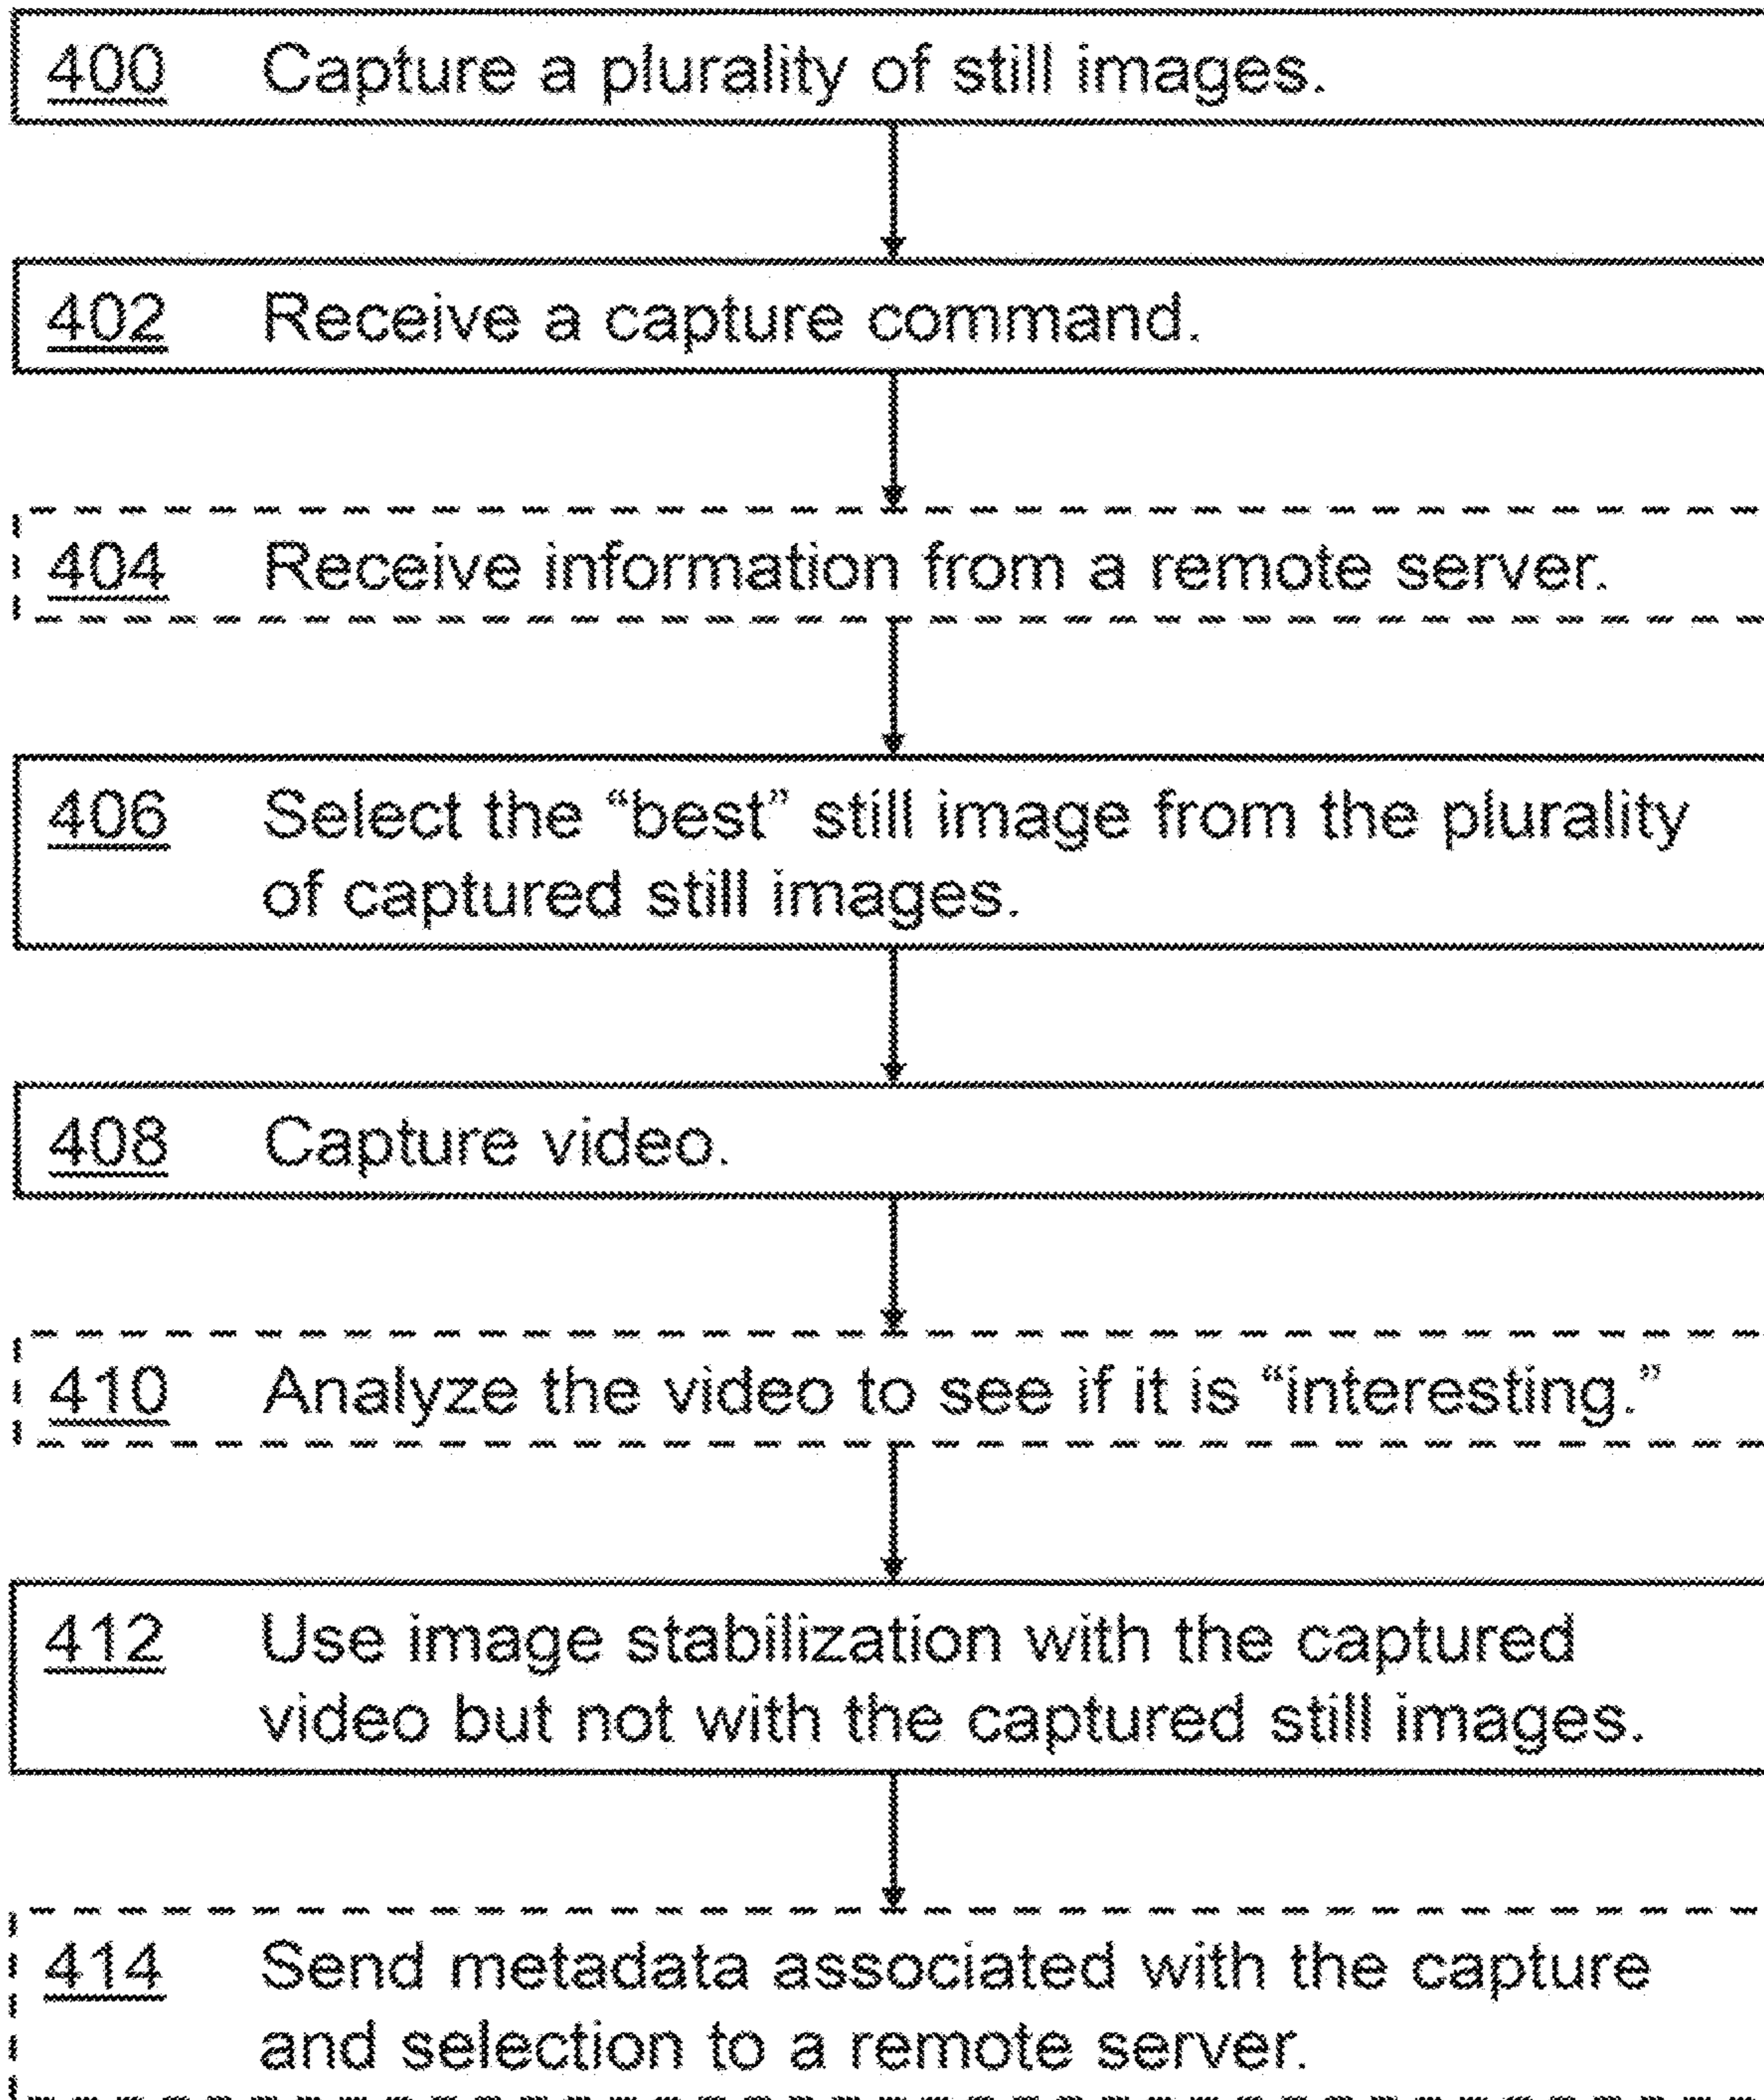 400 Capture a plurality of still images.
402 Receive a capture command.
404 Receive information from a remote server.
406 Select the “best” still image from the plurality
of captured still images.
408 Capture video.
410 Analyze the video to see if it is “interesting.”
412 Use image stabilization with the captured
video but not with the captured still images.
414 Send metadata associated with the capture
and selection to a remote server.